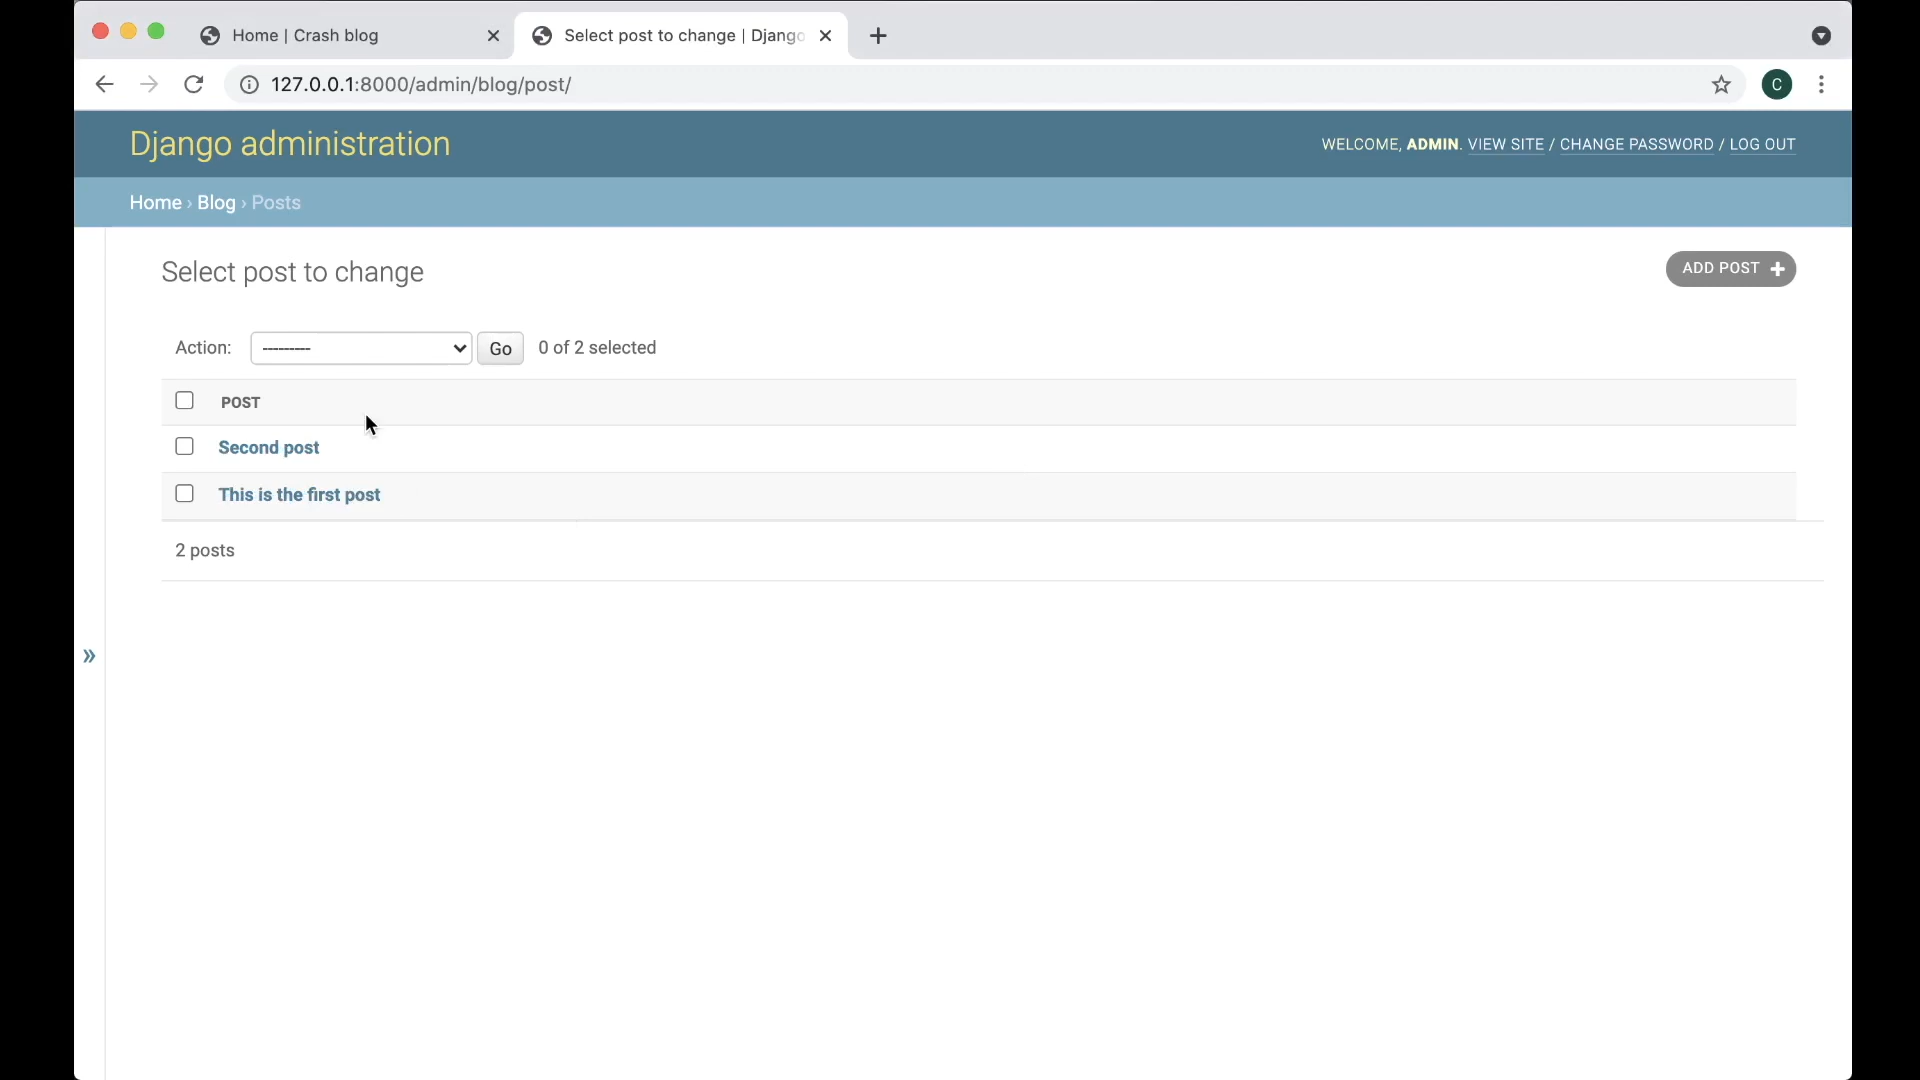 Home | Crash blog
Select post to change | Django
127.0.0.1:8000/admin/blog/post/
C
Django administration
WELCOME, ADMIN. VIEW SITE / CHANGE PASSWORD / LOG OUT
Home › Blog › Posts
Select post to change
ADD POST +
Action: --------- Go 0 of 2 selected
POST
Second post
This is the first post
2 posts
»